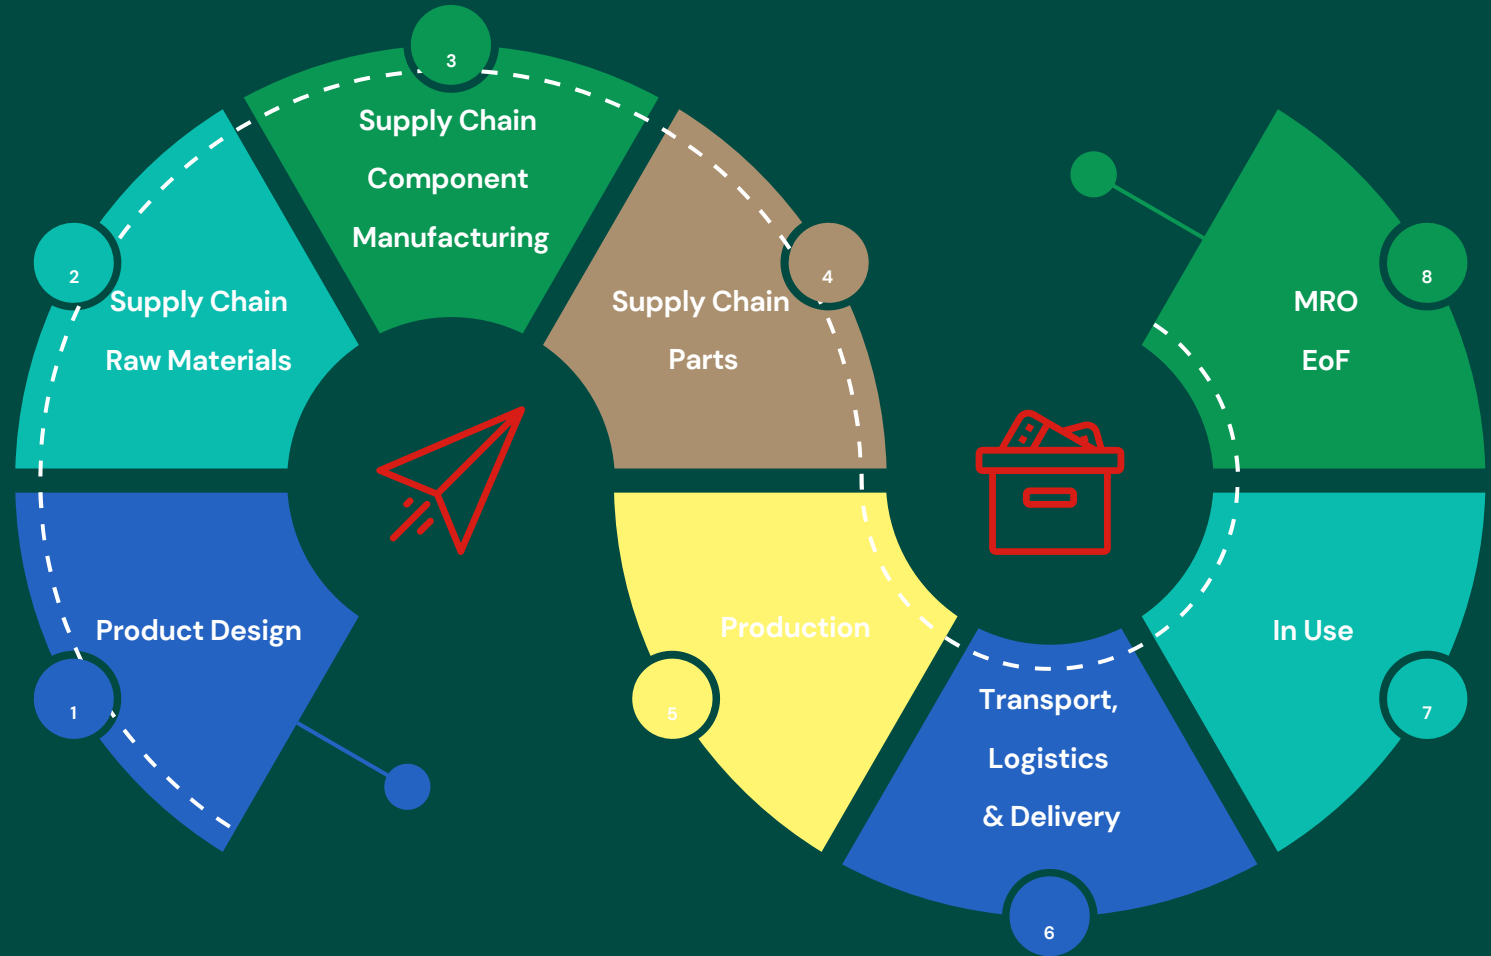 1
Product Design
2
Supply Chain
Raw Materials
3
Supply Chain
Component
Manufacturing
4
Supply Chain
Parts
5
Production
6
Transport,
Logistics
& Delivery
7
In Use
8
MRO
EoF